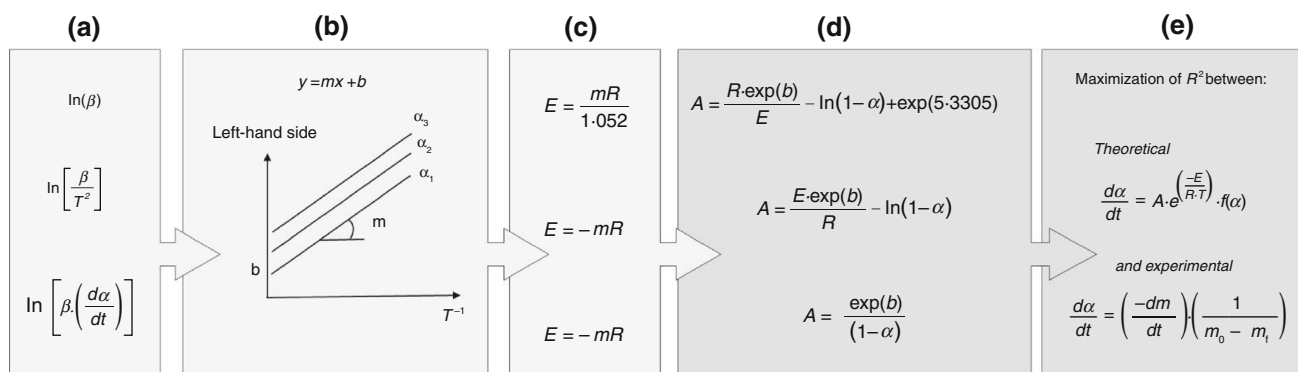 (a)
ln(β)
ln[β/T²]
ln[β.(dα/dt)]
(b)
y=mx+b
Left-hand side
α₃
α₂
α₁
m
b
T⁻¹
(c)
E = mR/1·052
E = −mR
E = −mR
(d)
A = R·exp(b)/E − ln(1−α)+exp(5·3305)
A = E·exp(b)/R − ln(1−α)
A = exp(b)/(1−α)
(e)
Maximization of R² between:
Theoretical
dα/dt = A·e^(−E/R·T)·f(α)
and experimental
dα/dt = (−dm/dt)·(1/m₀ − m_f)